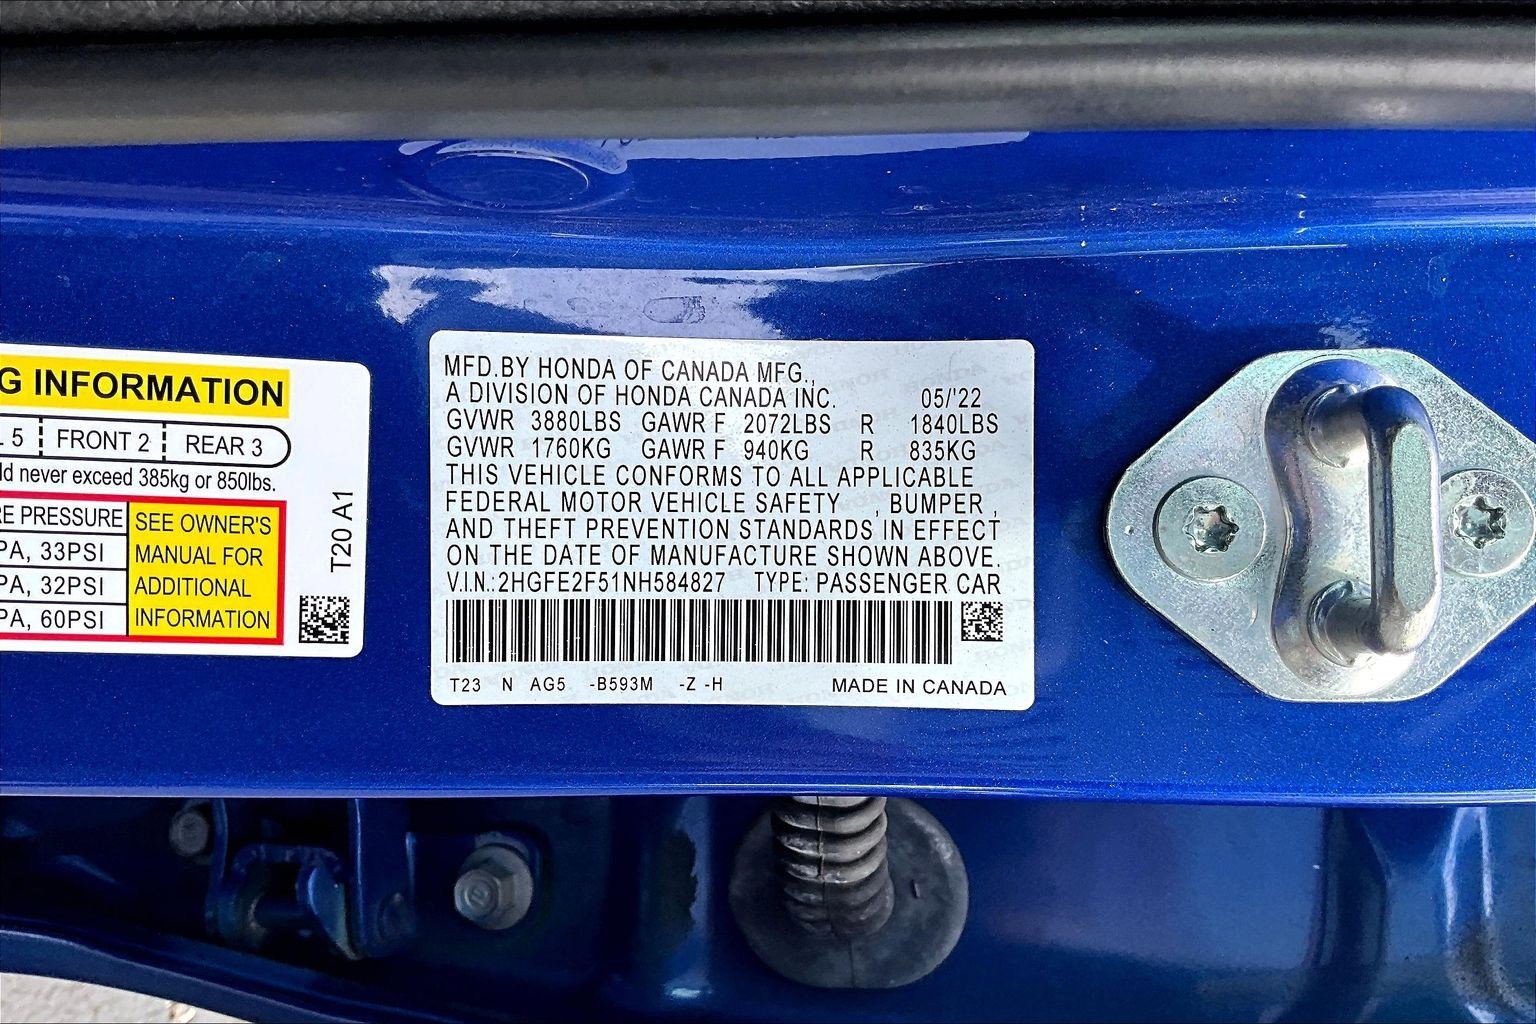 G INFORMATION
L 5 FRONT 2 REAR 3
ld never exceed 385kg or 850lbs.
RE PRESSURE
PA, 33PSI
PA, 32PSI
PA, 60PSI
SEE OWNER'S
MANUAL FOR
ADDITIONAL
INFORMATION
T20 A1
MFD.BY HONDA OF CANADA MFG.,
A DIVISION OF HONDA CANADA INC. 05/'22
GVWR 3880LBS GAWR F 2072LBS R 1840LBS
GVWR 1760KG GAWR F 940KG R 835KG
THIS VEHICLE CONFORMS TO ALL APPLICABLE
FEDERAL MOTOR VEHICLE SAFETY , BUMPER ,
AND THEFT PREVENTION STANDARDS IN EFFECT
ON THE DATE OF MANUFACTURE SHOWN ABOVE.
V.I.N.:2HGFE2F51NH584827 TYPE: PASSENGER CAR
T23 N AG5 -B593M -Z -H MADE IN CANADA